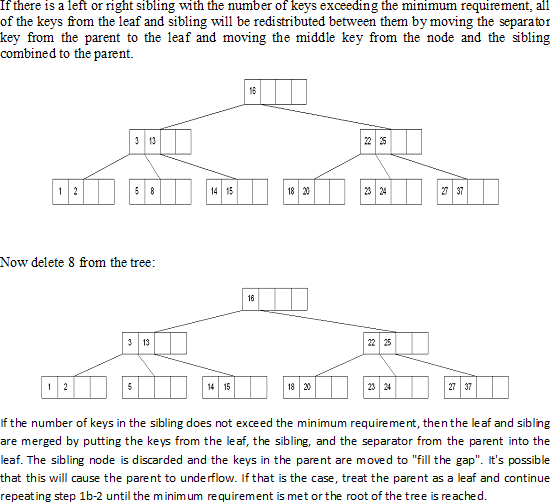 If there is a left or right sibling with the number of keys exceeding the minimum requirement, all
of the keys from the leaf and sibling will be redistributed between them by moving the separator
key from the parent to the leaf and moving the middle key from the node and the sibling
combined to the parent.
16
3 13
22 25
1 2
5 8
14 15
18 20
23 24
27 37
Now delete 8 from the tree:
16
3 13
22 25
1 2
5
14 15
18 20
23 24
27 37
If the number of keys in the sibling does not exceed the minimum requirement, then the leaf and sibling
are merged by putting the keys from the leaf, the sibling, and the separator from the parent into the
leaf. The sibling node is discarded and the keys in the parent are moved to "fill the gap". It's possible
that this will cause the parent to underflow. If that is the case, treat the parent as a leaf and continue
repeating step 1b-2 until the minimum requirement is met or the root of the tree is reached.